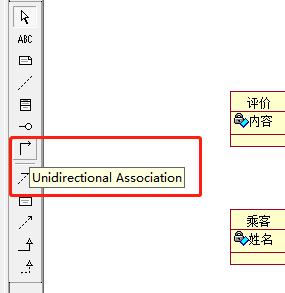 ABC
评价
内容
Unidirectional Association
乘客
姓名